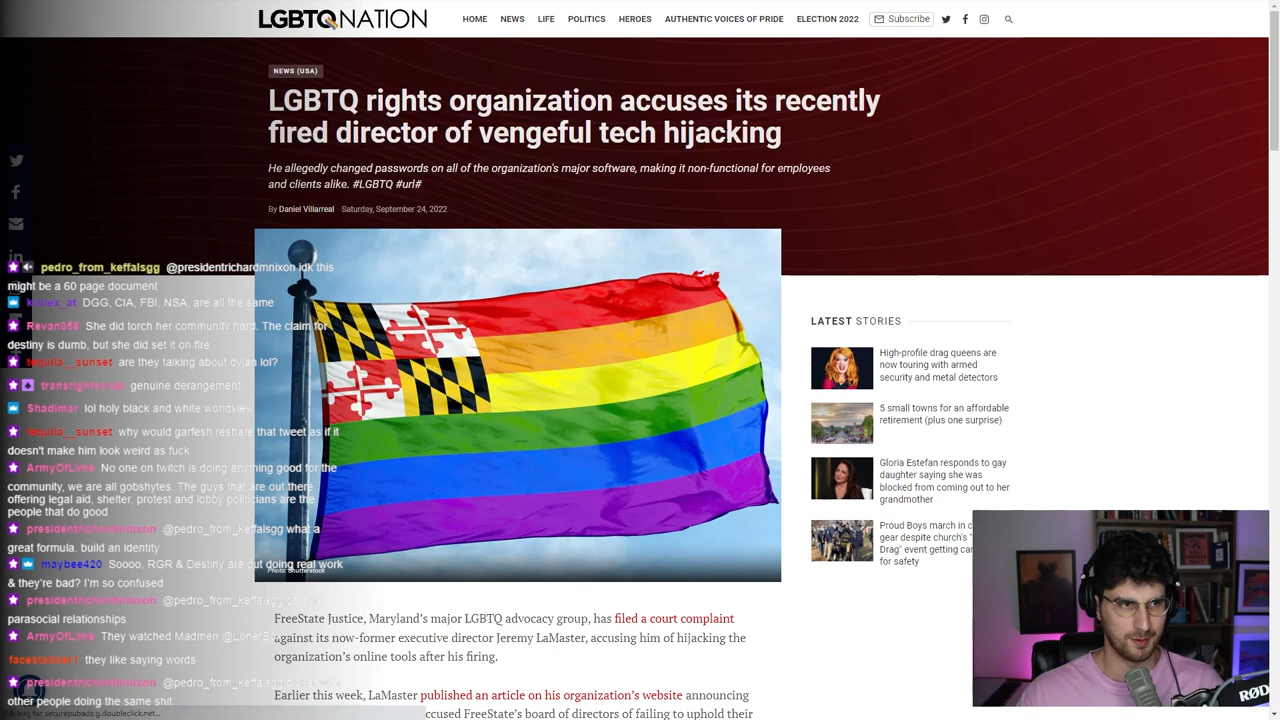 LGBTQNATION
HOME NEWS LIFE POLITICS HEROES AUTHENTIC VOICES OF PRIDE ELECTION 2022 Subscribe
NEWS (USA)
LGBTQ rights organization accuses its recently
fired director of vengeful tech hijacking
He allegedly changed passwords on all of the organization's major software, making it non-functional for employees
and clients alike. #LGBTQ #url#
By Daniel Villarreal Saturday, September 24, 2022
pedro_from_keffalsgg @presidentrichardmnixon idk this
might be a 60 page document
DGG, CIA, FBI, NSA, are all the same
Revan058 She did torch her community hard. The claim for
destiny is dumb, but she did set it on fire
tequila__sunset are they talking about dylan lol?
genuine derangement
Shadimar lol holy black and white worldview
tequila__sunset why would garfesh reshare that tweet as if it
doesn't make him look weird as fuck
ArmyOfLime No one on twitch is doing anything good for the
community, we are all gobshytes. The guys that are out there
offering legal aid, shelter, protest and lobby politicians are the
people that do good
presidentrichardmnixon @pedro_from_keffalsgg what a
great formula. build an identity
maybee420 Soooo, RGR & Destiny are out doing real work
& they're bad? I'm so confused
presidentrichardmnixon @pedro_from_keffalsgg
parasocial relationships
ArmyOfLime They watched Madmen
they like saying words
presidentrichardmnixon @pedro_from_keffalsgg
other people doing the same shit
Photo: Shutterstock
FreeState Justice, Maryland's major LGBTQ advocacy group, has filed a court complaint
against its now-former executive director Jeremy LaMaster, accusing him of hijacking the
organization's online tools after his firing.
Earlier this week, LaMaster published an article on his organization's website announcing
ccused FreeState's board of directors of failing to uphold their
LATEST STORIES
High-profile drag queens are
now touring with armed
security and metal detectors
5 small towns for an affordable
retirement (plus one surprise)
Gloria Estefan responds to gay
daughter saying she was
blocked from coming out to her
grandmother
Proud Boys march in
gear despite church's
Drag" event getting
for safety
RØD